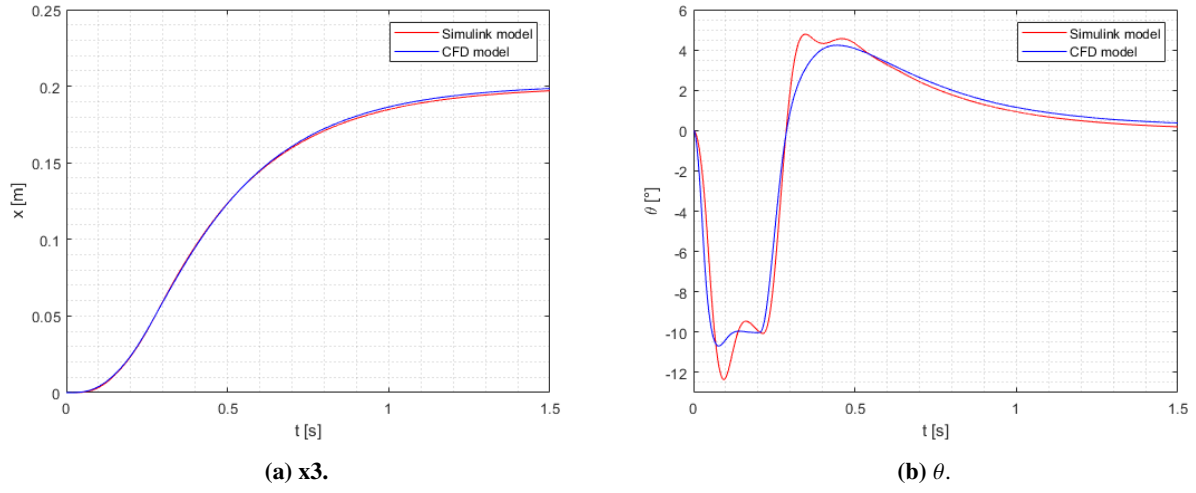 0.25
0.2
0.15
0.1
0.05
0
x [m]
0
0.5
1
1.5
t [s]
Simulink model
CFD model
(a) x3.
6
4
2
0
-2
-4
-6
-8
-10
-12
θ [°]
0
0.5
1
1.5
t [s]
Simulink model
CFD model
(b) θ.